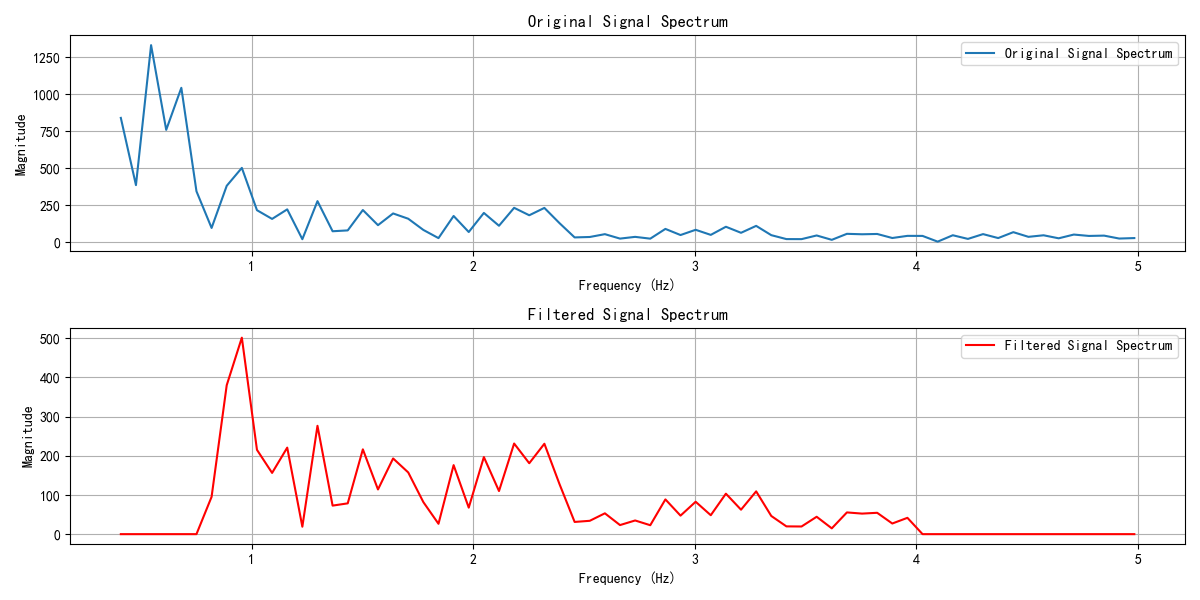 Original Signal Spectrum
Original Signal Spectrum
Magnitude
1250
1000
750
500
250
0
1 2 3 4 5
Frequency (Hz)
Filtered Signal Spectrum
Filtered Signal Spectrum
Magnitude
500
400
300
200
100
0
1 2 3 4 5
Frequency (Hz)